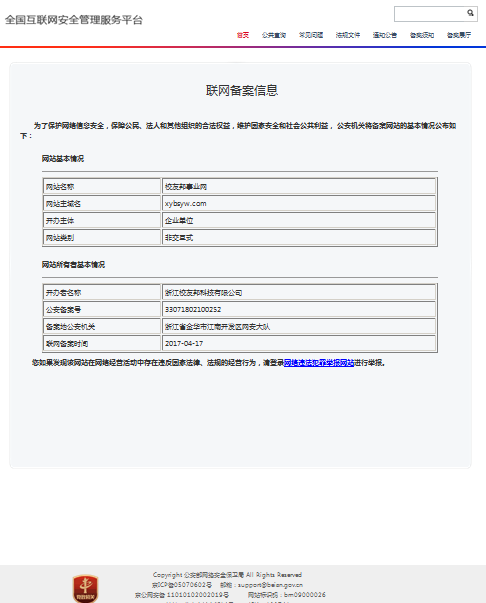 全国互联网安全管理服务平台
首页 公共查询 常见问题 法规文件 通知公告 备案须知 备案展厅
联网备案信息
为了保护网络信息安全，保障公民、法人和其他组织的合法权益，维护国家安全和社会公共利益， 公安机关将备案网站的基本情况公布如
下：
网站基本情况
网站名称 校友邦事业网
网站主域名 xybsyw.com
开办主体 企业单位
网站类别 非交互式
网站所有者基本情况
开办者名称 浙江校友邦科技有限公司
公安备案号 33071802100252
备案地公安机关 浙江省金华市江南开发区网安大队
联网备案时间 2017-04-17
您如果发现该网站在网络经营活动中存在违反国家法律、法规的经营行为，请登录网络违法犯罪举报网站进行举报。
Copyright 公安部网络安全保卫局 All Rights Reserved
京ICP备05070602号 邮箱：support@beian.gov.cn
京公网安备 11010102002019号 网站标识码：bm09000026